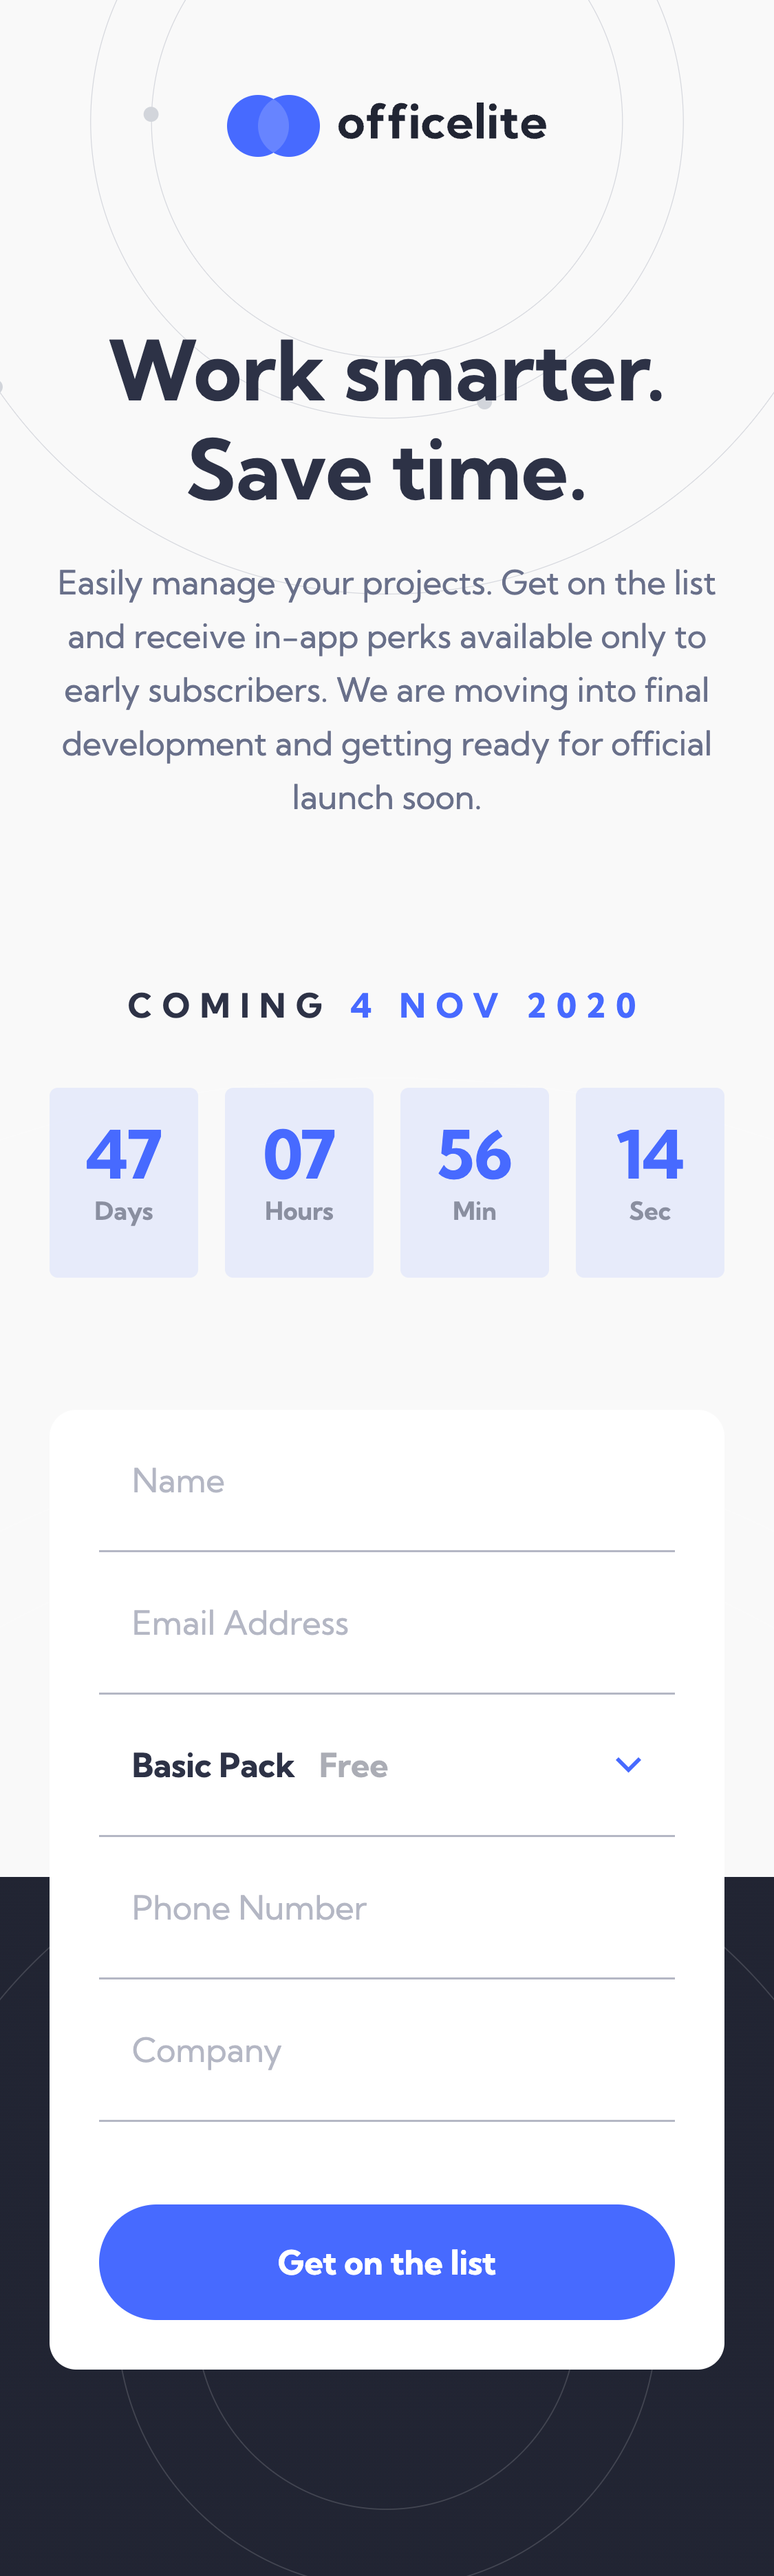 officelite
Work smarter.
Save time.
Easily manage your projects. Get on the list
and receive in-app perks available only to
early subscribers. We are moving into final
development and getting ready for official
launch soon.
COMING 4 NOV 2020
47 07 56 14
Days Hours Min Sec
Name
Email Address
Basic Pack Free
Phone Number
Company
Get on the list